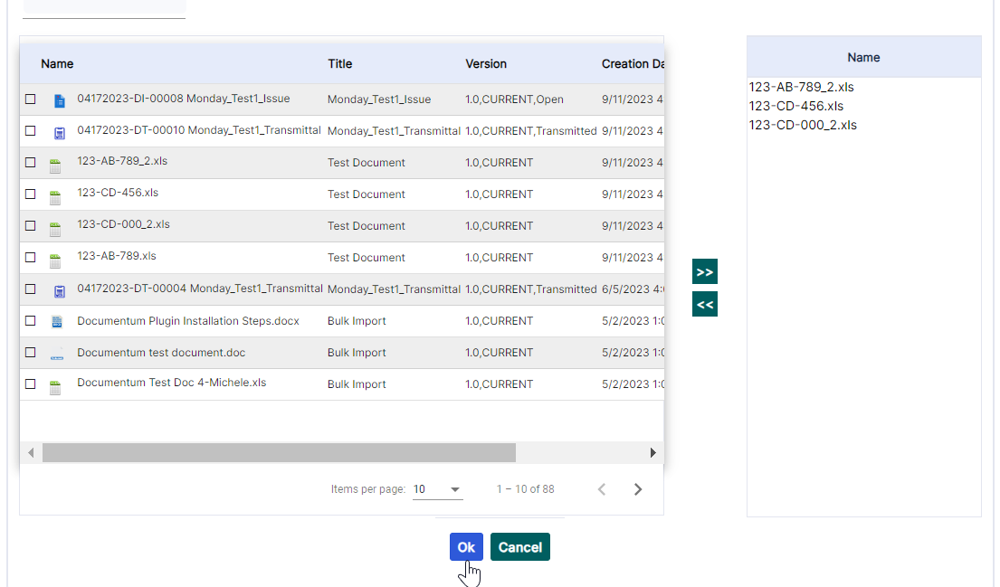 Name Title Version Creation Da
04172023-DI-00008 Monday_Test1_Issue Monday_Test1_Issue 1.0,CURRENT,Open 9/11/2023 4
04172023-DT-00010 Monday_Test1_Transmittal Monday_Test1_Transmittal 1.0,CURRENT,Transmitted 9/11/2023 4
123-AB-789_2.xls Test Document 1.0,CURRENT 9/11/2023 4
123-CD-456.xls Test Document 1.0,CURRENT 9/11/2023 4
123-CD-000_2.xls Test Document 1.0,CURRENT 9/11/2023 4
123-AB-789.xls Test Document 1.0,CURRENT 9/11/2023 4
04172023-DT-00004 Monday_Test1_Transmittal Monday_Test1_Transmittal 1.0,CURRENT,Transmitted 6/5/2023 4:0
Documentum Plugin Installation Steps.docx Bulk Import 1.0,CURRENT 5/2/2023 1:0
Documentum test document.doc Bulk Import 1.0,CURRENT 5/2/2023 1:0
Documentum Test Doc 4-Michele.xls Bulk Import 1.0,CURRENT 5/2/2023 1:0
Items per page: 10 1 – 10 of 88
>>
<<
Name
123-AB-789_2.xls
123-CD-456.xls
123-CD-000_2.xls
Ok Cancel